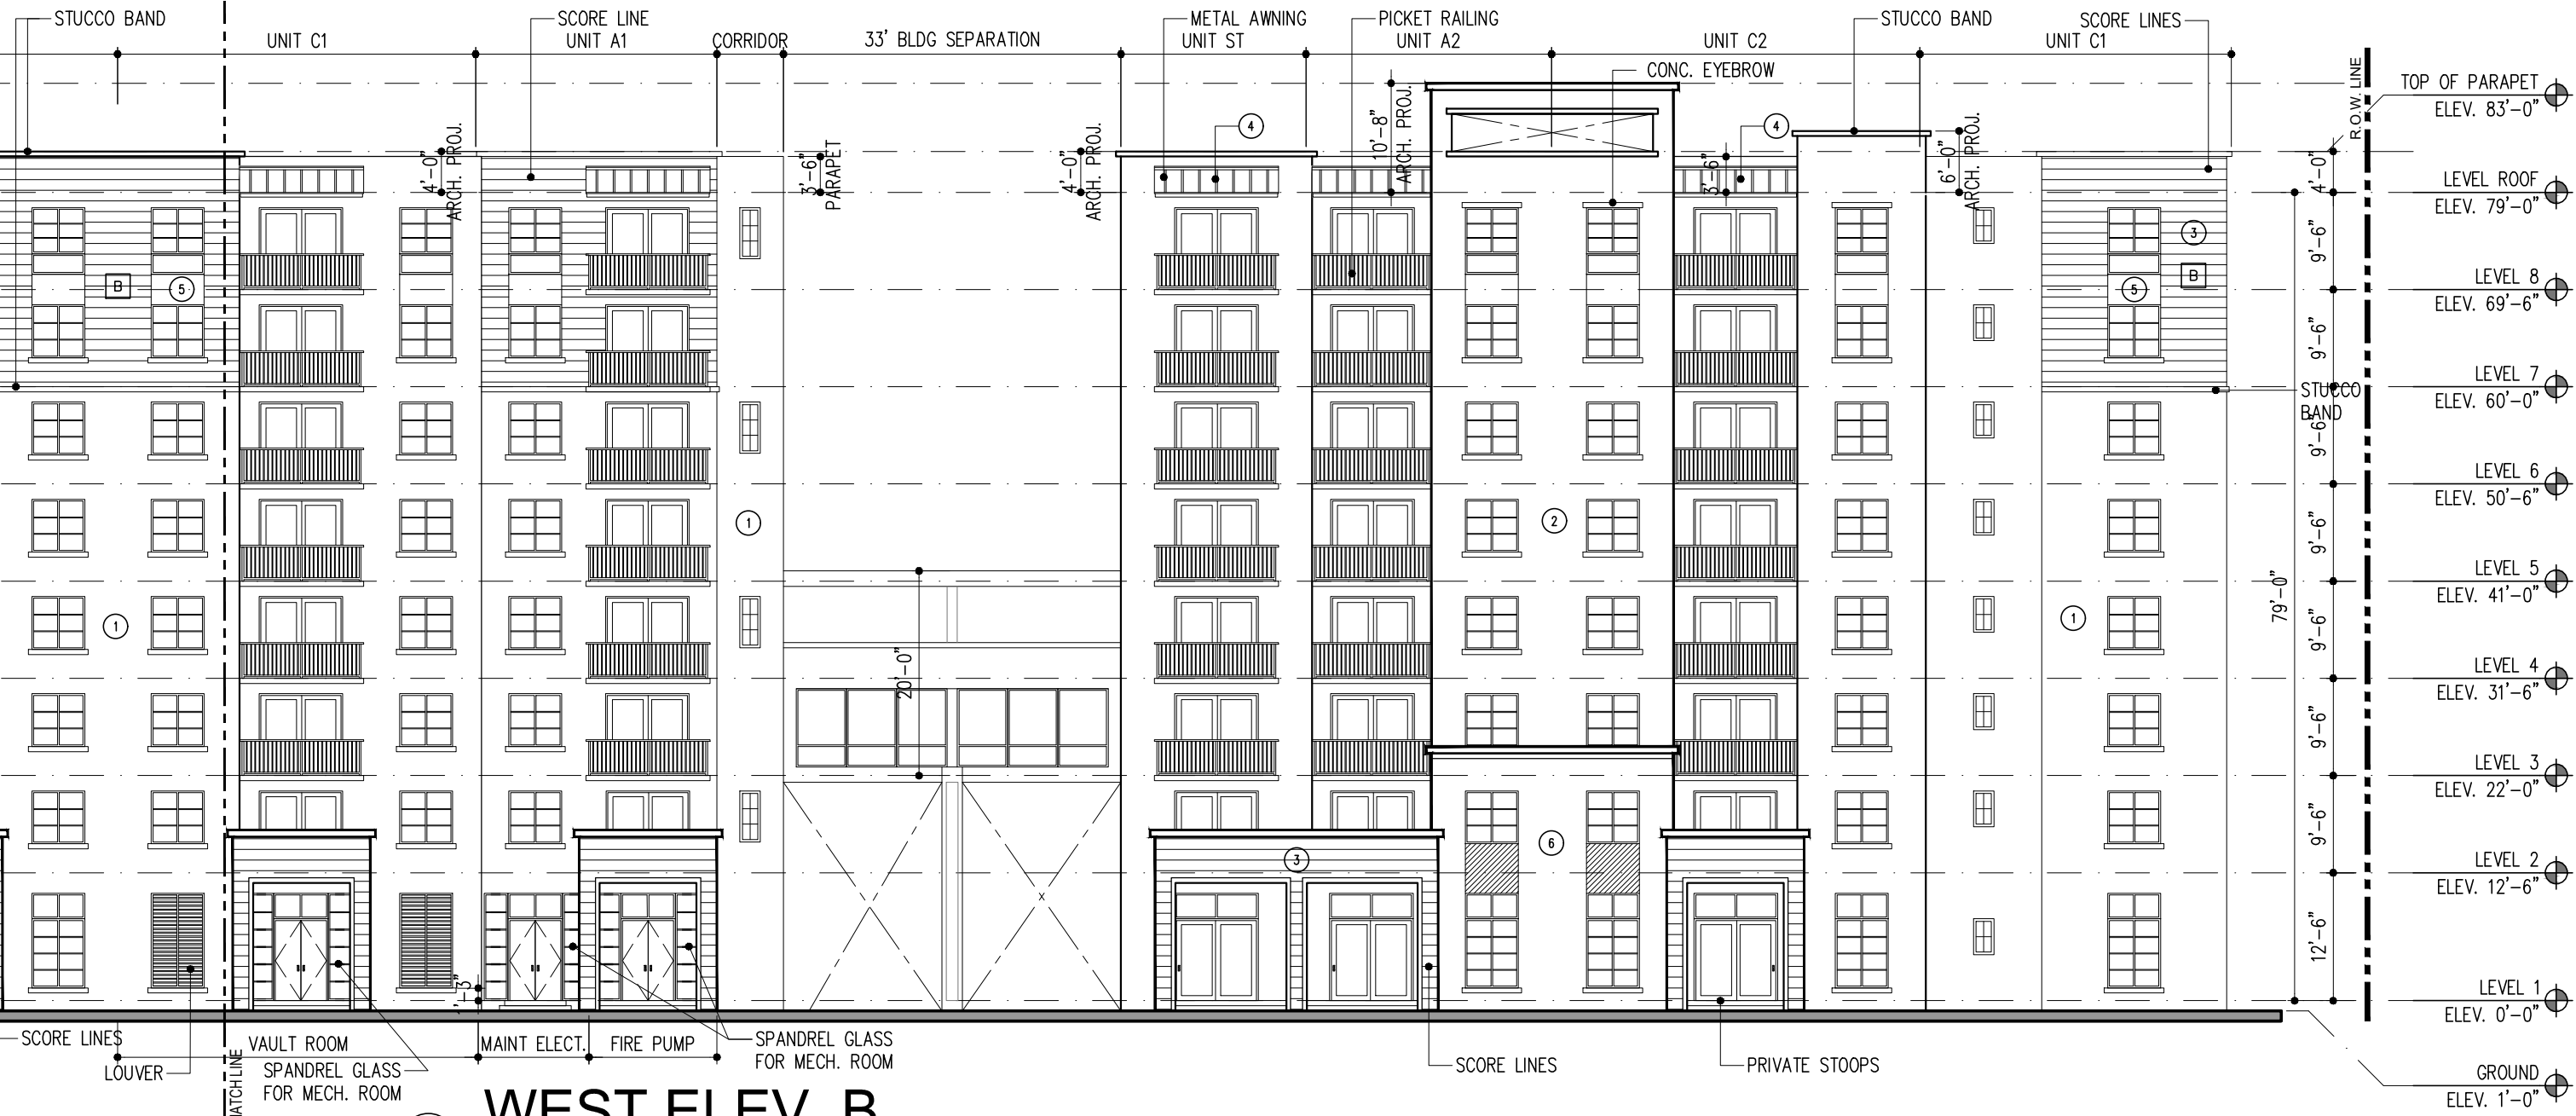 STUCCO BAND
SCORE LINE
METAL AWNING
PICKET RAILING
STUCCO BAND
SCORE LINES
UNIT C1
UNIT A1
CORRIDOR
33' BLDG SEPARATION
UNIT ST
UNIT A2
UNIT C2
UNIT C1
CONC. EYEBROW
R.O.W. LINE
TOP OF PARAPET
ELEV. 83'-0"
4'-0"
ARCH. PROJ.
3'-6"
PARAPET
4'-0"
ARCH. PROJ.
4
10'-8"
ARCH. PROJ.
4
3'-6"
6'-0"
ARCH. PROJ.
4'-0"
LEVEL ROOF
ELEV. 79'-0"
3
9'-6"
B
5
5
B
LEVEL 8
ELEV. 69'-6"
9'-6"
LEVEL 7
ELEV. 60'-0"
STUCCO
BAND
9'-6"
LEVEL 6
ELEV. 50'-6"
1
2
9'-6"
LEVEL 5
ELEV. 41'-0"
79'-0"
1
1
9'-6"
LEVEL 4
ELEV. 31'-6"
20'-0"
9'-6"
LEVEL 3
ELEV. 22'-0"
3
6
9'-6"
LEVEL 2
ELEV. 12'-6"
12'-6"
LEVEL 1
ELEV. 0'-0"
SCORE LINES
VAULT ROOM
MAINT ELECT.
FIRE PUMP
SPANDREL GLASS
FOR MECH. ROOM
LOUVER
SPANDREL GLASS
FOR MECH. ROOM
SCORE LINES
PRIVATE STOOPS
GROUND
ELEV. 1'-0"
WEST ELEV. B